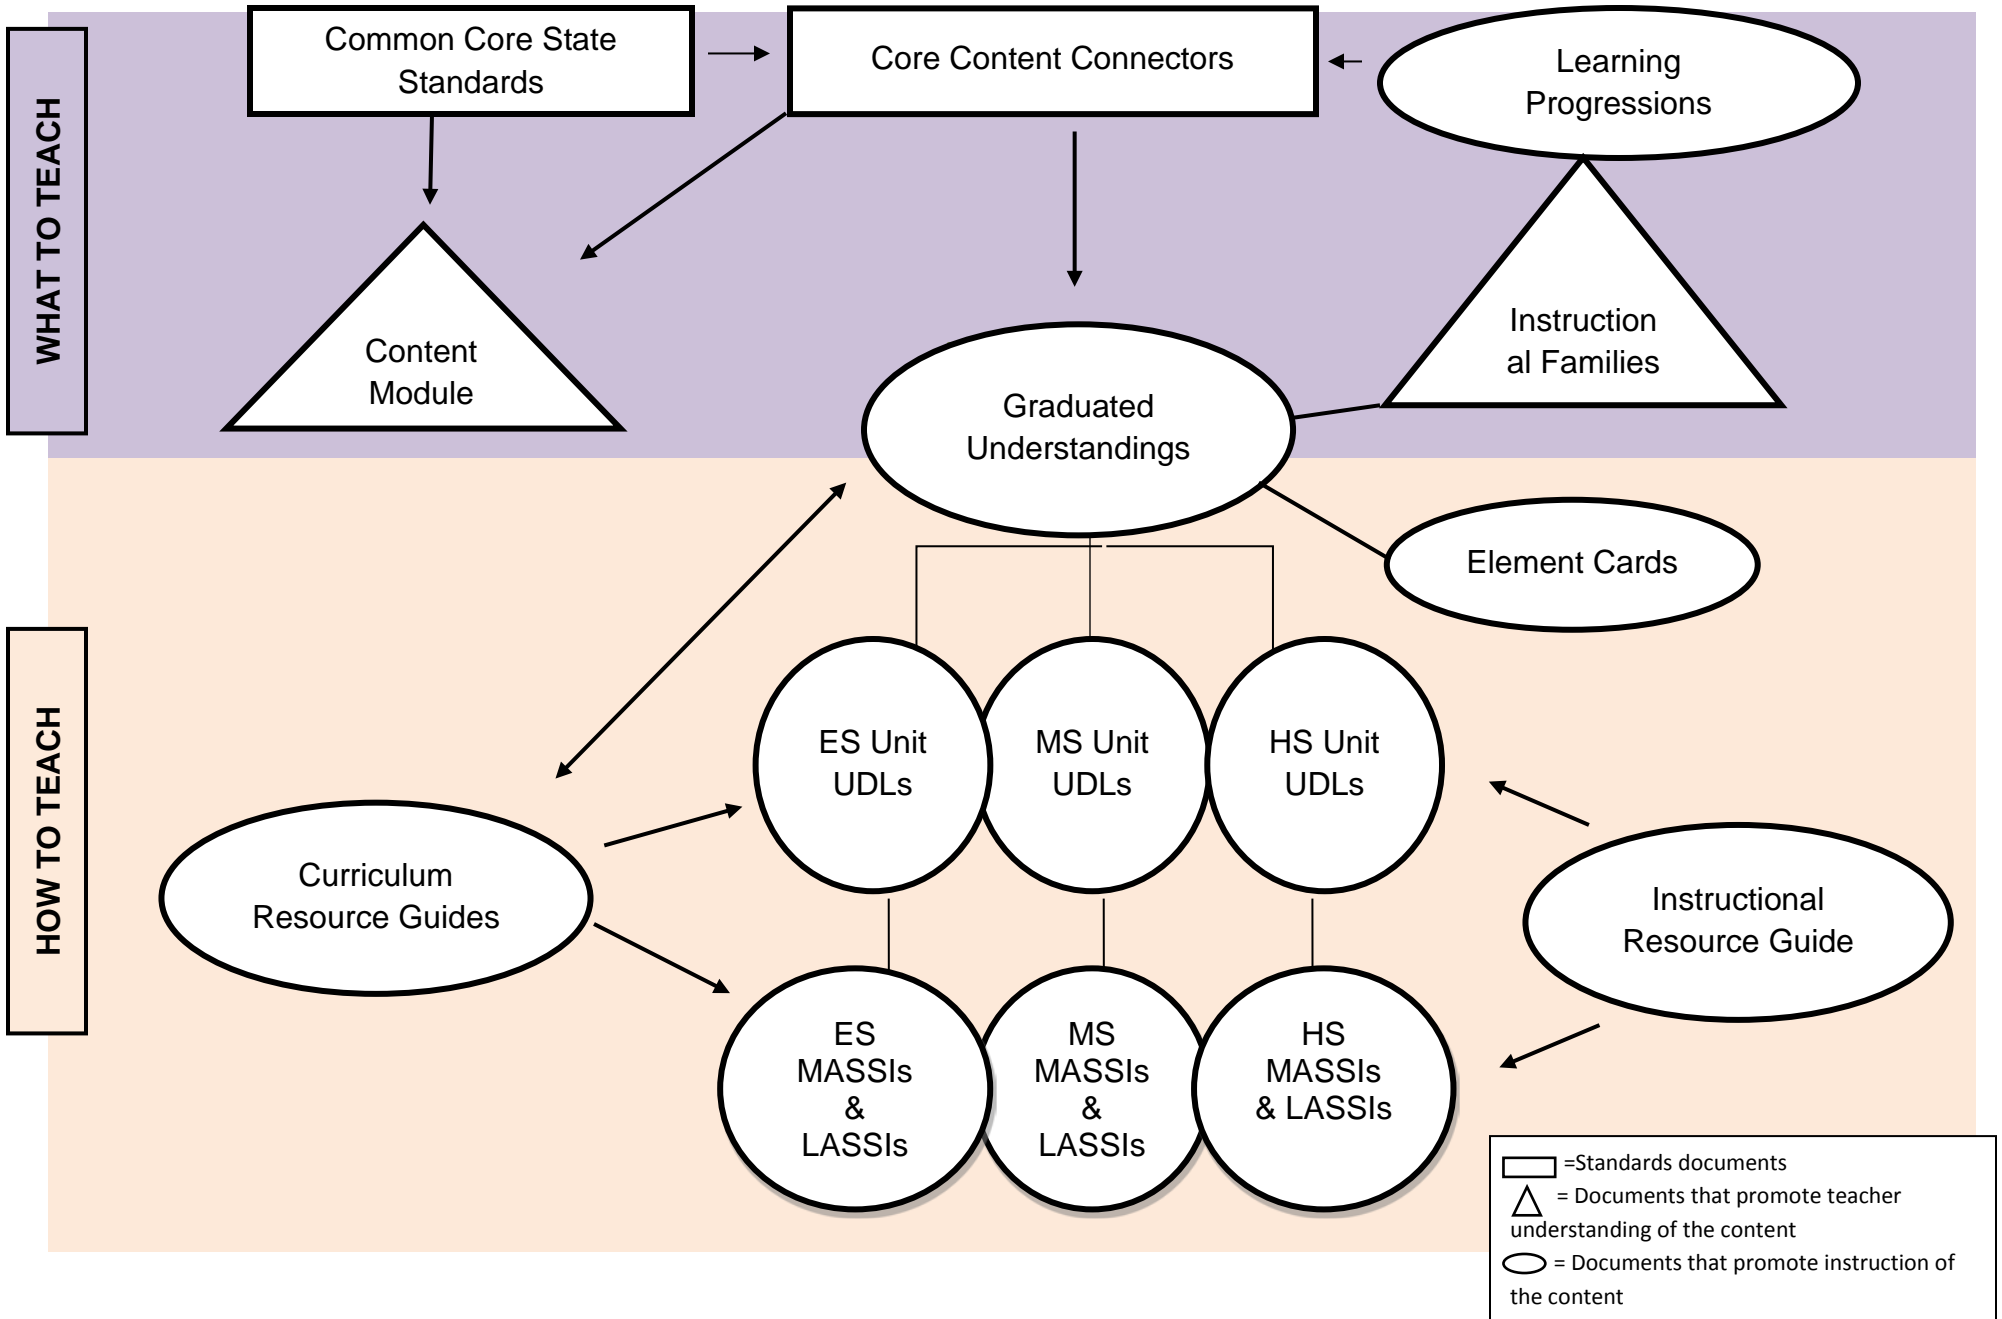 WHAT TO TEACH
Common Core State
Standards
Core Content Connectors
Learning
Progressions
Content
Module
Instruction
al Families
Graduated
Understandings
HOW TO TEACH
Element Cards
ES Unit
UDLs
MS Unit
UDLs
HS Unit
UDLs
Curriculum
Resource Guides
Instructional
Resource Guide
ES
MASSIs
&
LASSIs
MS
MASSIs
&
LASSIs
HS
MASSIs
& LASSIs
=Standards documents
= Documents that promote teacher
understanding of the content
= Documents that promote instruction of
the content